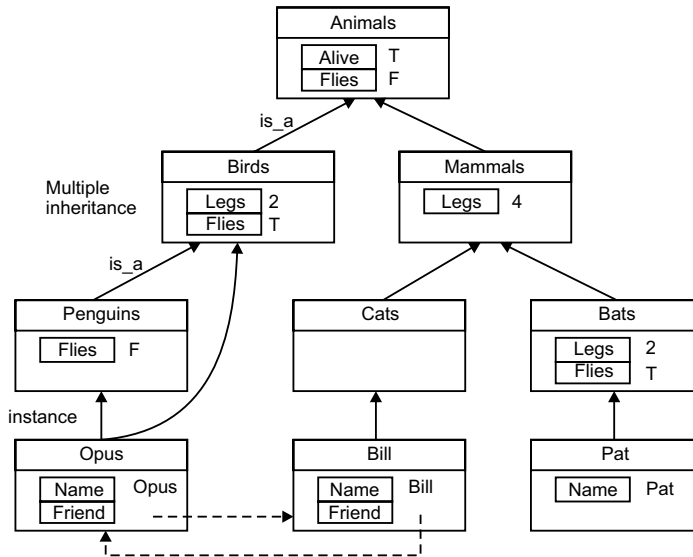 Animals
Alive T
Flies F
is_a
Birds
Mammals
Multiple
inheritance
Legs 2
Flies T
Legs 4
is_a
Penguins
Cats
Bats
Flies F
Legs 2
Flies T
instance
Opus
Bill
Pat
Name Opus
Friend
Name Bill
Friend
Name Pat